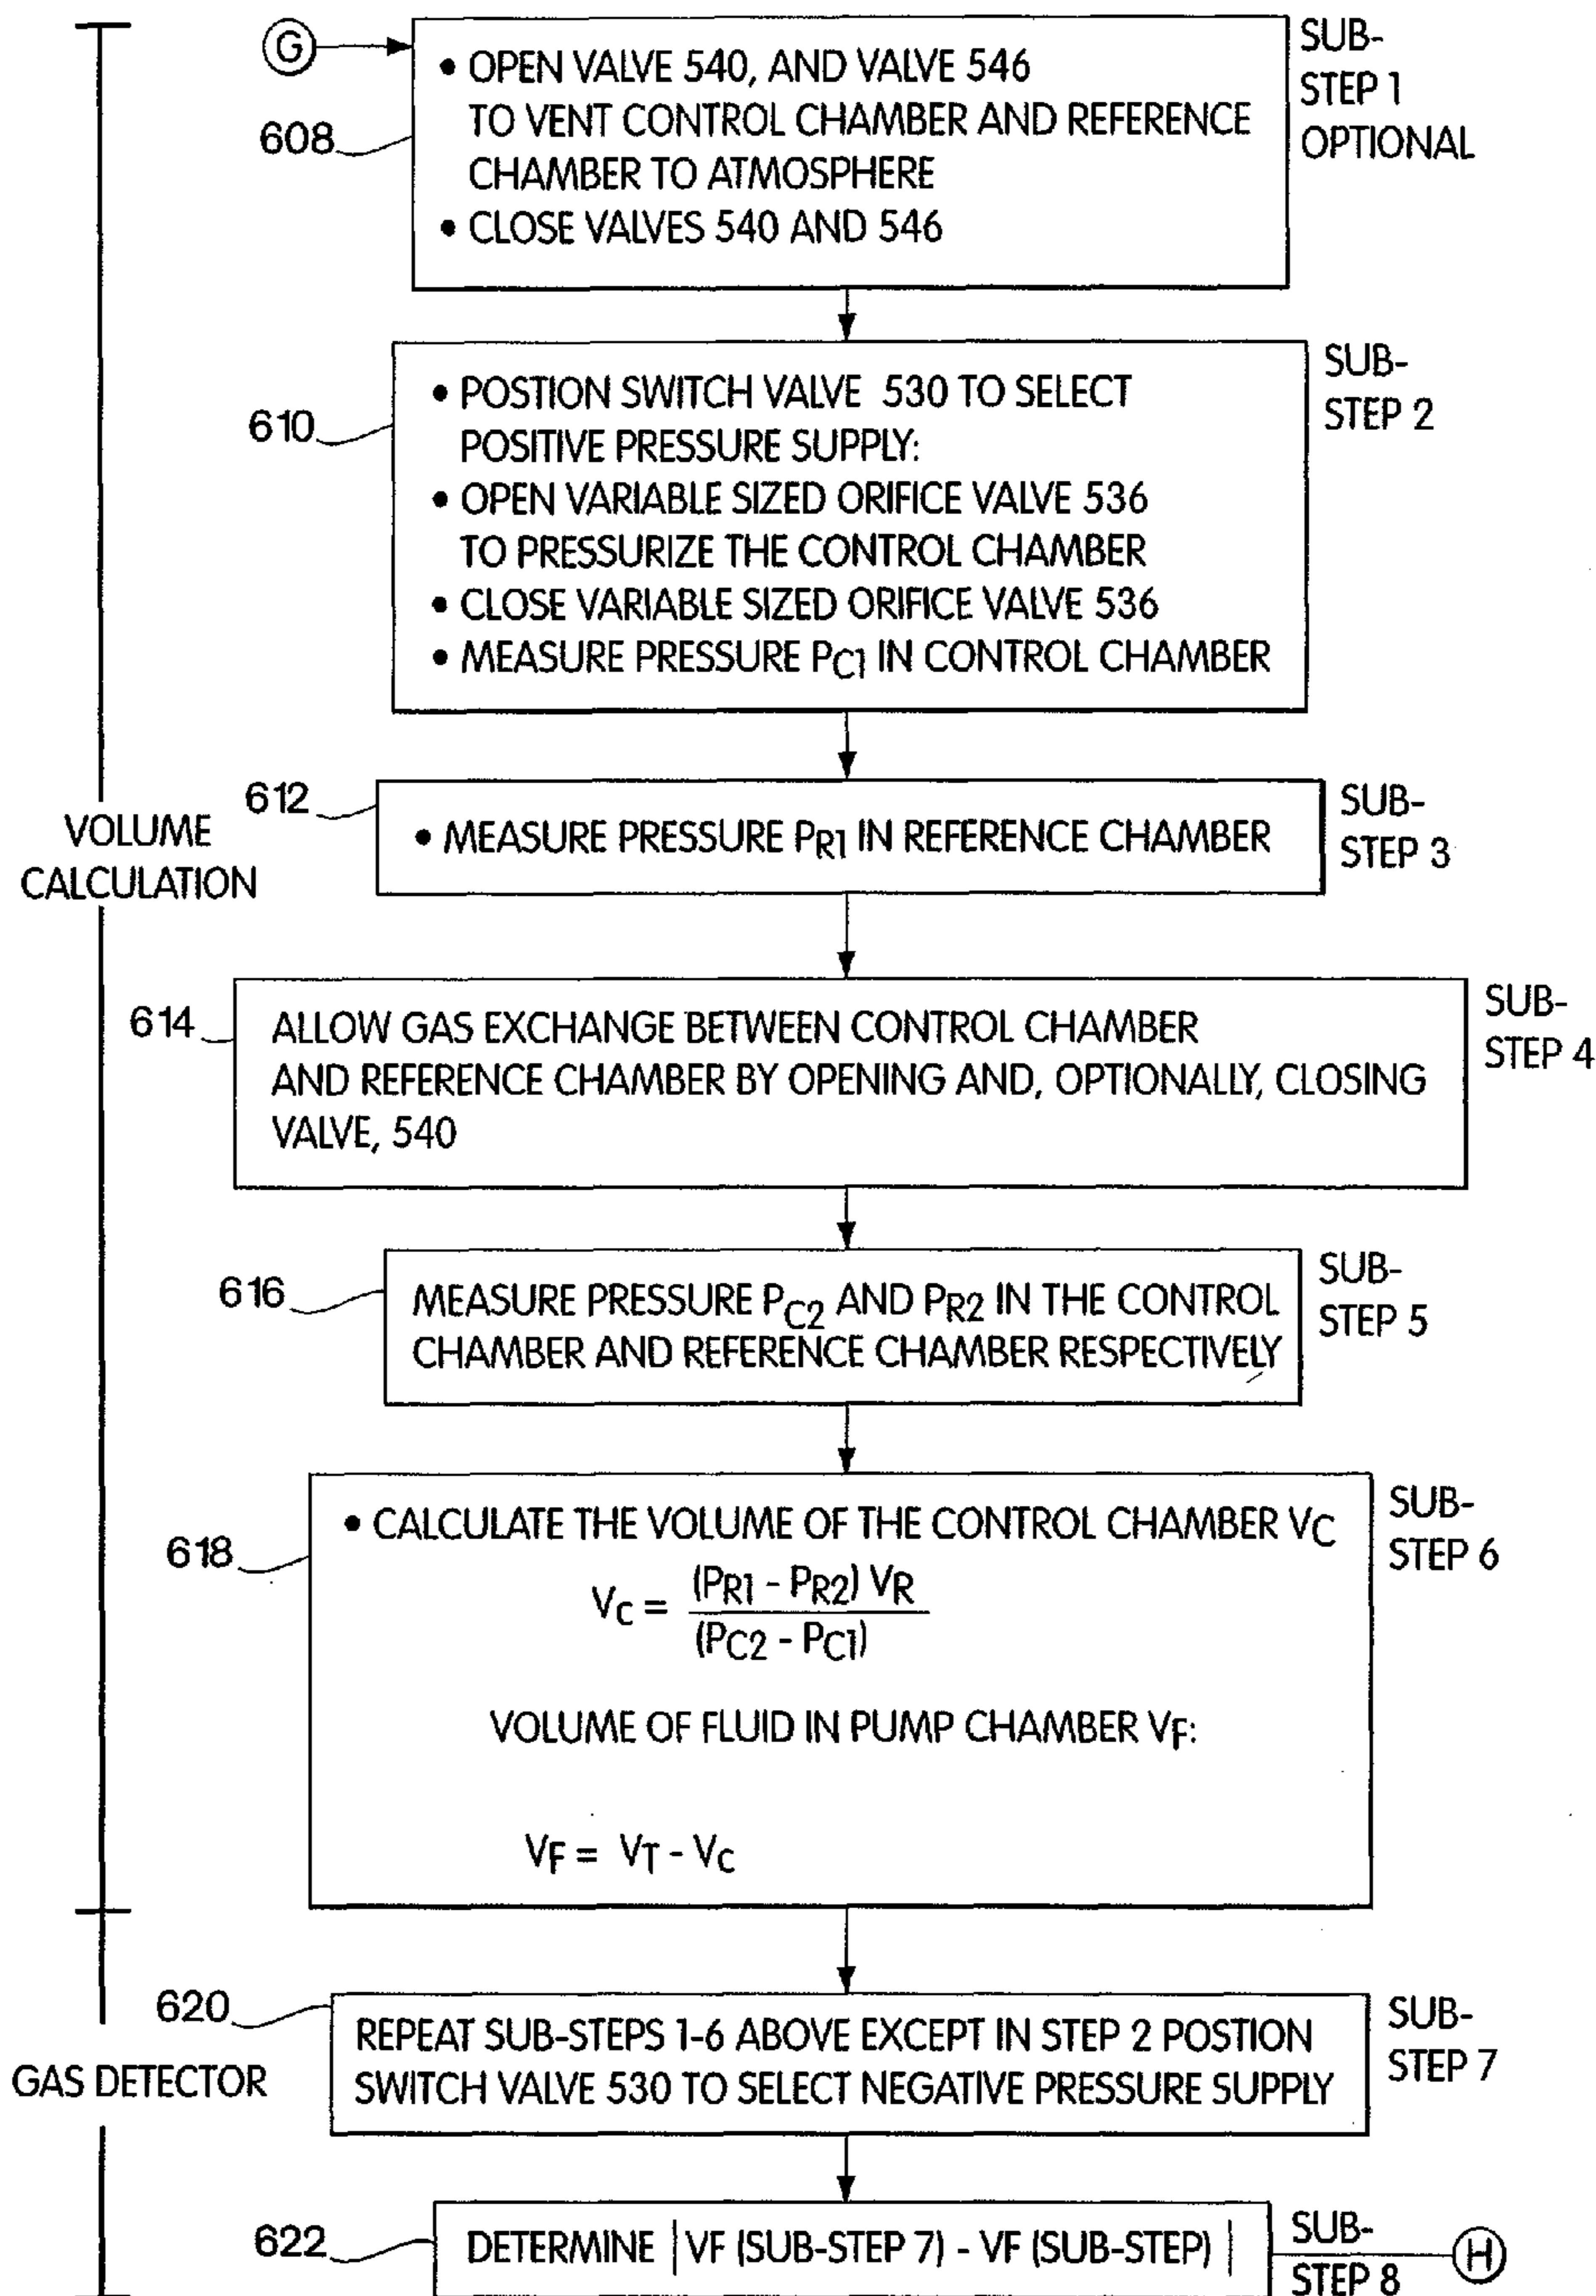 G
608
• OPEN VALVE 540, AND VALVE 546
TO VENT CONTROL CHAMBER AND REFERENCE
CHAMBER TO ATMOSPHERE
• CLOSE VALVES 540 AND 546
SUB-
STEP 1
OPTIONAL
610
• POSTION SWITCH VALVE 530 TO SELECT
POSITIVE PRESSURE SUPPLY:
• OPEN VARIABLE SIZED ORIFICE VALVE 536
TO PRESSURIZE THE CONTROL CHAMBER
• CLOSE VARIABLE SIZED ORIFICE VALVE 536
• MEASURE PRESSURE PC1 IN CONTROL CHAMBER
SUB-
STEP 2
VOLUME
CALCULATION
612
• MEASURE PRESSURE PR1 IN REFERENCE CHAMBER
SUB-
STEP 3
614
ALLOW GAS EXCHANGE BETWEEN CONTROL CHAMBER
AND REFERENCE CHAMBER BY OPENING AND, OPTIONALLY, CLOSING
VALVE, 540
SUB-
STEP 4
616
MEASURE PRESSURE PC2 AND PR2 IN THE CONTROL
CHAMBER AND REFERENCE CHAMBER RESPECTIVELY
SUB-
STEP 5
618
• CALCULATE THE VOLUME OF THE CONTROL CHAMBER VC
VC = (PR1 - PR2) VR
(PC2 - PC1)
VOLUME OF FLUID IN PUMP CHAMBER VF:
VF = VT - VC
SUB-
STEP 6
GAS DETECTOR
620
REPEAT SUB-STEPS 1-6 ABOVE EXCEPT IN STEP 2 POSTION
SWITCH VALVE 530 TO SELECT NEGATIVE PRESSURE SUPPLY
SUB-
STEP 7
622
DETERMINE |VF (SUB-STEP 7) - VF (SUB-STEP) |
SUB-
STEP 8
H